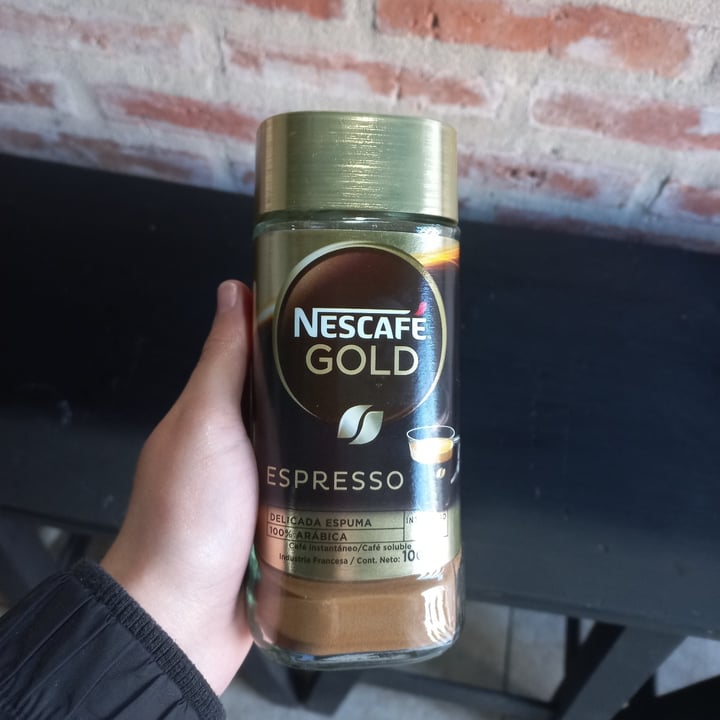 NESCAFÉ
GOLD
ESPRESSO
DELICADA ESPUMA
100% ARÁBICA
Café instantáneo/Café soluble
Industria Francesa / Cont. Neto: